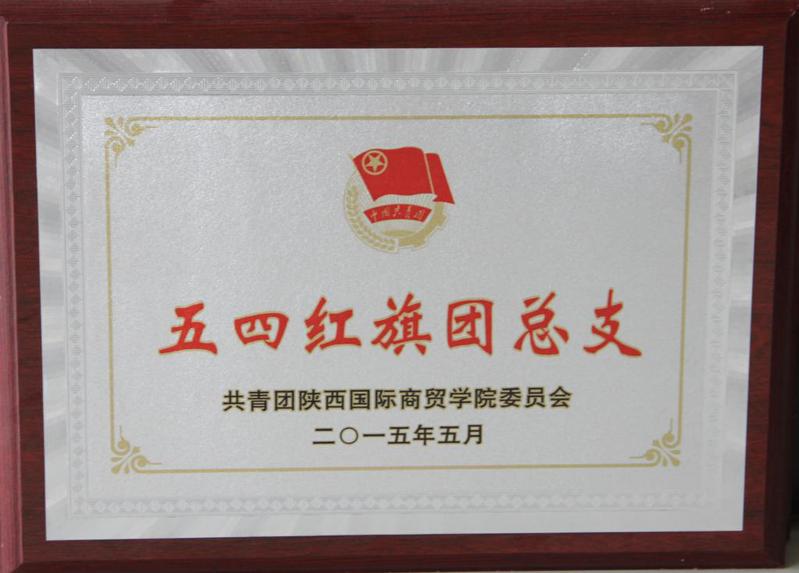 中国共青团
五四红旗团总支
共青团陕西国际商贸学院委员会
二〇一五年五月